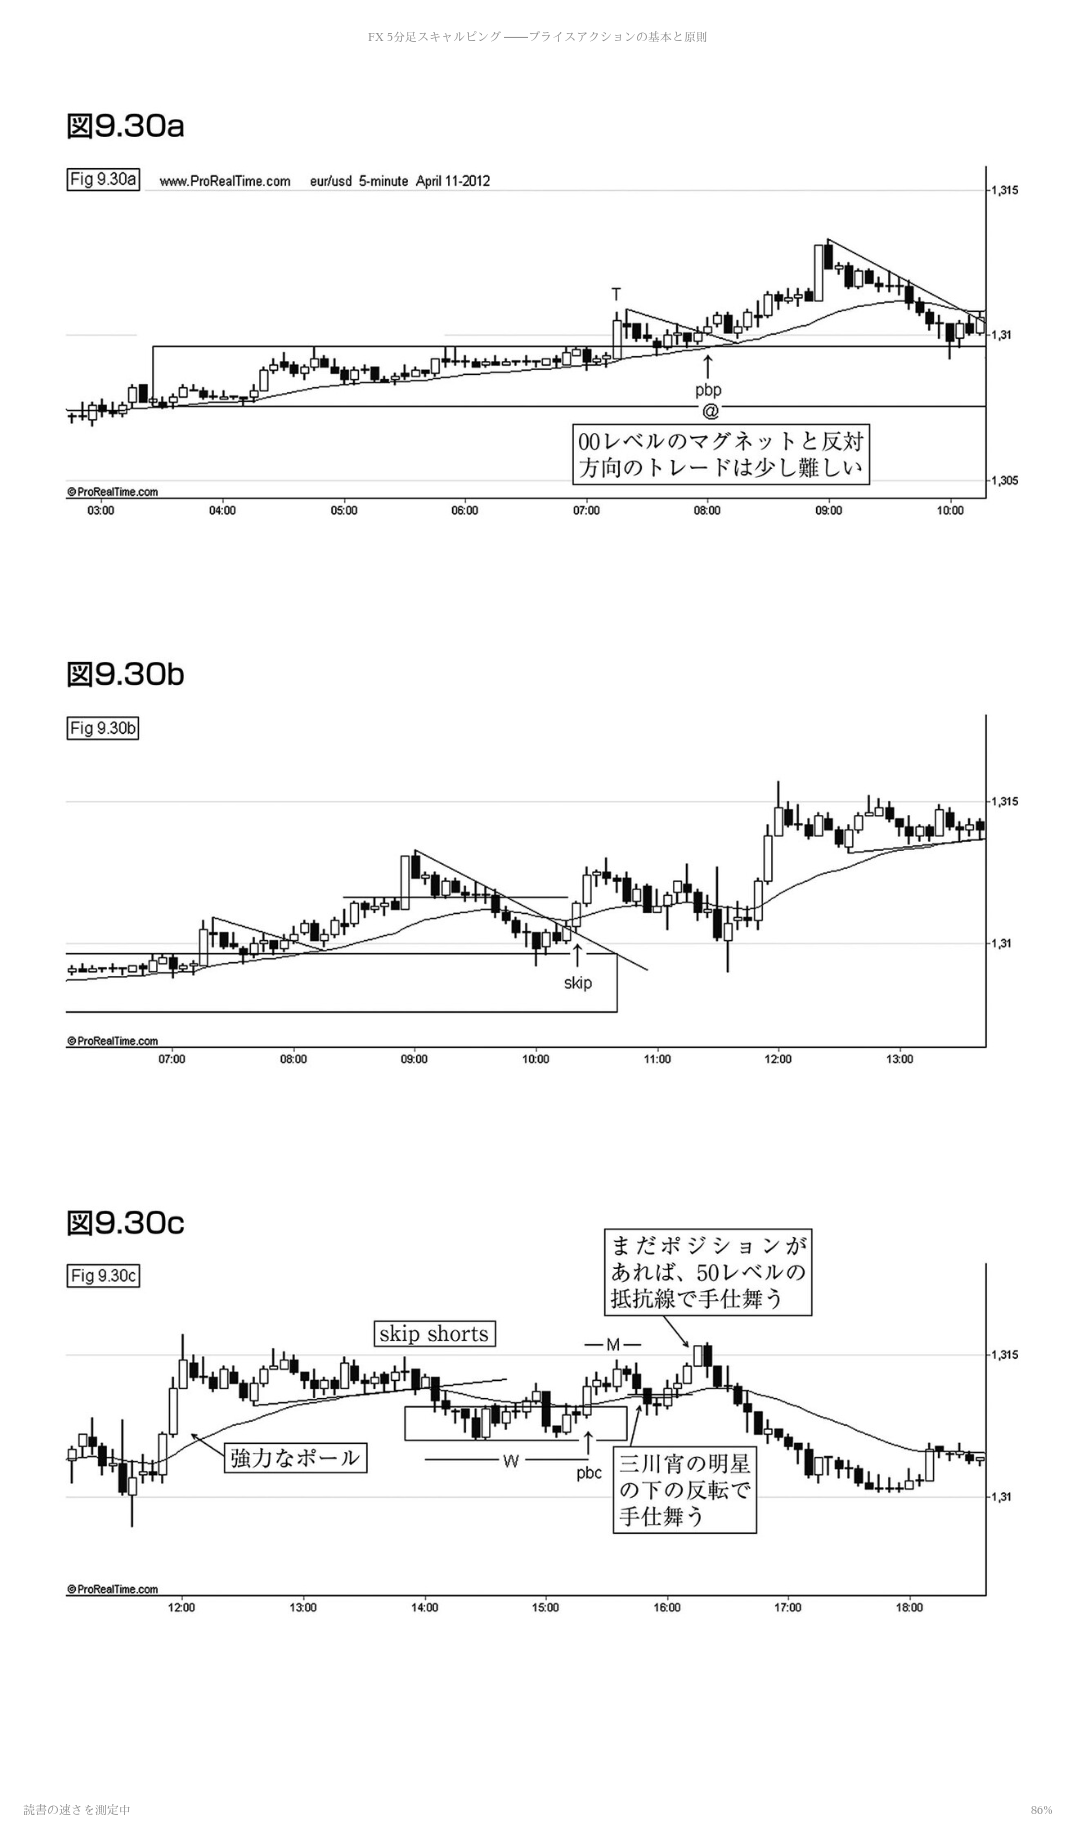 FX 5分足スキャルピング ——プライスアクションの基本と原則
図9.30a
Fig 9.30a www.ProRealTime.com eur/usd 5-minute April 11-2012
1,315
T
1,31
pbp
@
00レベルのマグネットと反対
方向のトレードは少し難しい
1,305
©ProRealTime.com
03:00 04:00 05:00 06:00 07:00 08:00 09:00 10:00
図9.30b
Fig 9.30b
1,315
1,31
skip
©ProRealTime.com
07:00 08:00 09:00 10:00 11:00 12:00 13:00
図9.30c
まだポジションが
あれば、50レベルの
抵抗線で手仕舞う
Fig 9.30c
skip shorts
M
1,315
強力なポール
W
pbc
三川宵の明星
の下の反転で
手仕舞う
1,31
©ProRealTime.com
12:00 13:00 14:00 15:00 16:00 17:00 18:00
読書の速さを測定中
86%